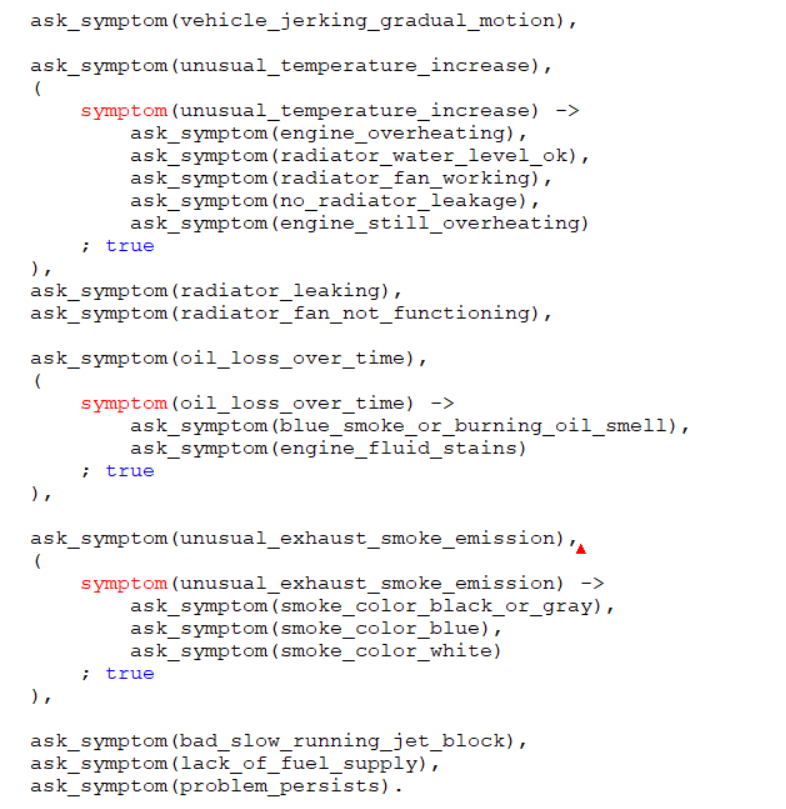 ask_symptom(vehicle_jerking_gradual_motion),
ask_symptom(unusual_temperature_increase),
(
symptom(unusual_temperature_increase) ->
ask_symptom(engine_overheating),
ask_symptom(radiator_water_level_ok),
ask_symptom(radiator_fan_working),
ask_symptom(no_radiator_leakage),
ask_symptom(engine_still_overheating)
; true
),
ask_symptom(radiator_leaking),
ask_symptom(radiator_fan_not_functioning),
ask_symptom(oil_loss_over_time),
(
symptom(oil_loss_over_time) ->
ask_symptom(blue_smoke_or_burning_oil_smell),
ask_symptom(engine_fluid_stains)
; true
),
ask_symptom(unusual_exhaust_smoke_emission),
(
symptom(unusual_exhaust_smoke_emission) ->
ask_symptom(smoke_color_black_or_gray),
ask_symptom(smoke_color_blue),
ask_symptom(smoke_color_white)
; true
),
ask_symptom(bad_slow_running_jet_block),
ask_symptom(lack_of_fuel_supply),
ask_symptom(problem_persists).